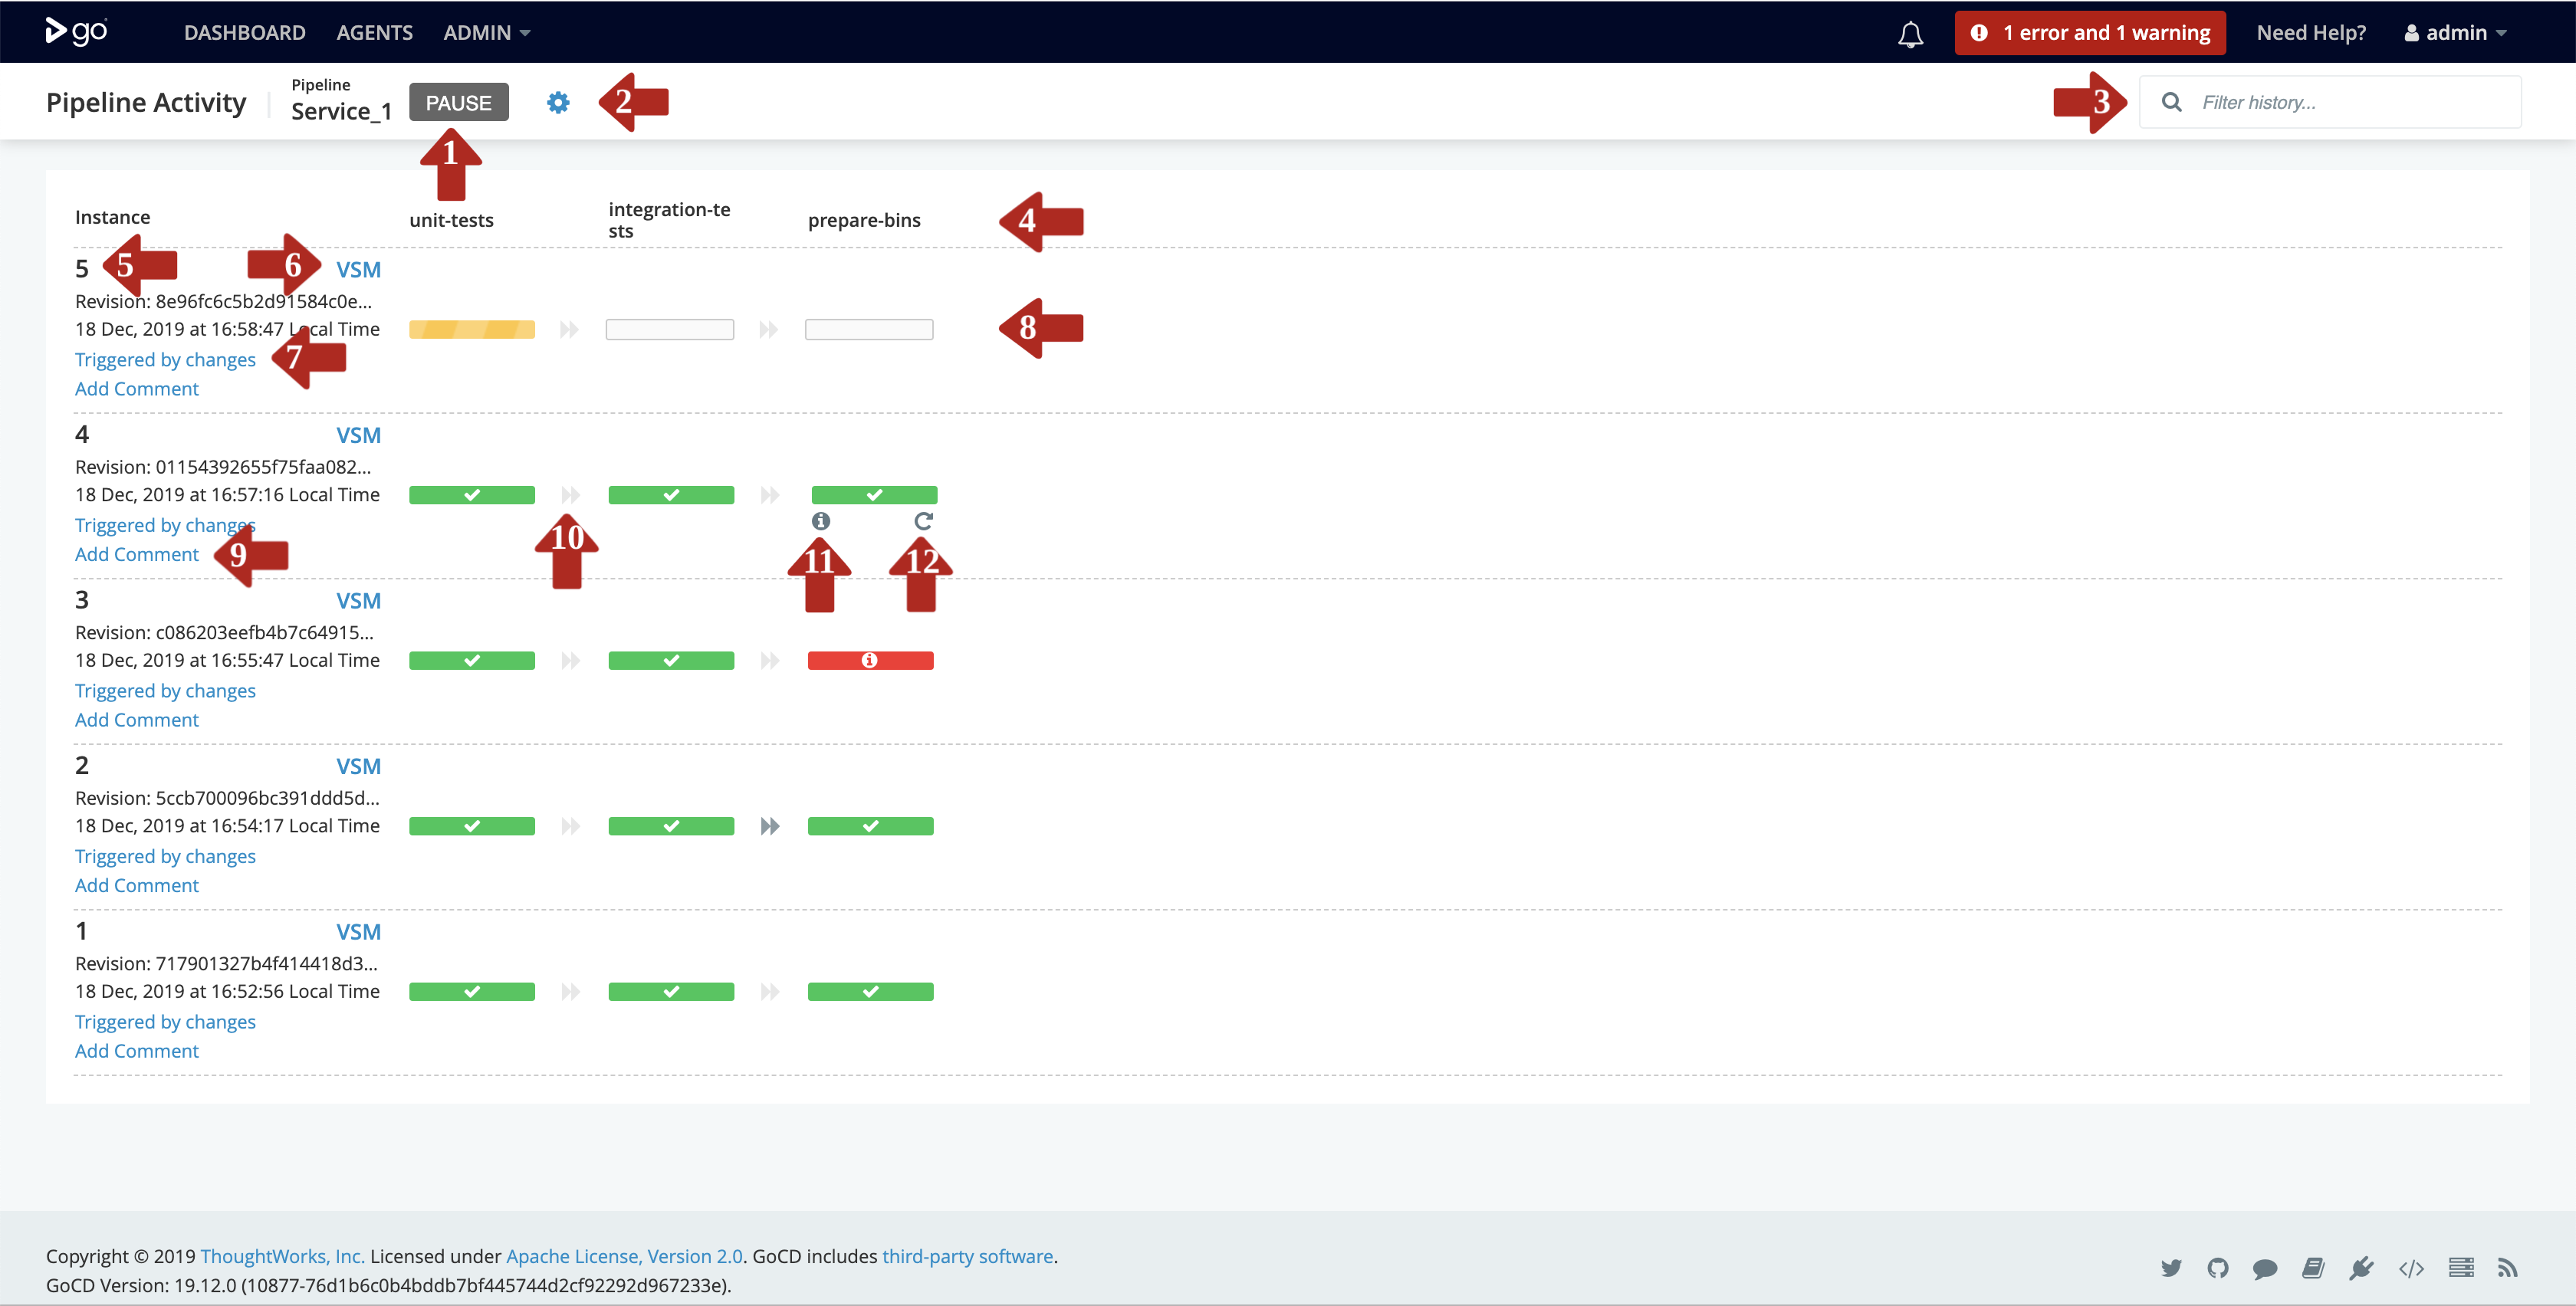 go DASHBOARD AGENTS ADMIN 1 error and 1 warning Need Help? admin
Pipeline Activity Pipeline
Service_1 PAUSE 2 3 Filter history...
1
Instance unit-tests integration-te
sts prepare-bins 4
5 5 6 VSM
Revision: 8e96fc6c5b2d91584c0e...
18 Dec, 2019 at 16:58:47 Local Time 8
Triggered by changes 7
Add Comment
4 VSM
Revision: 01154392655f75faa082...
18 Dec, 2019 at 16:57:16 Local Time
Triggered by changes 10 11 12
Add Comment 9
3 VSM
Revision: c086203eefb4b7c64915...
18 Dec, 2019 at 16:55:47 Local Time
Triggered by changes
Add Comment
2 VSM
Revision: 5ccb700096bc391ddd5d...
18 Dec, 2019 at 16:54:17 Local Time
Triggered by changes
Add Comment
1 VSM
Revision: 717901327b4f414418d3...
18 Dec, 2019 at 16:52:56 Local Time
Triggered by changes
Add Comment
Copyright © 2019 ThoughtWorks, Inc. Licensed under Apache License, Version 2.0. GoCD includes third-party software.
GoCD Version: 19.12.0 (10877-76d1b6c0b4bddb7bf445744d2cf92292d967233e).